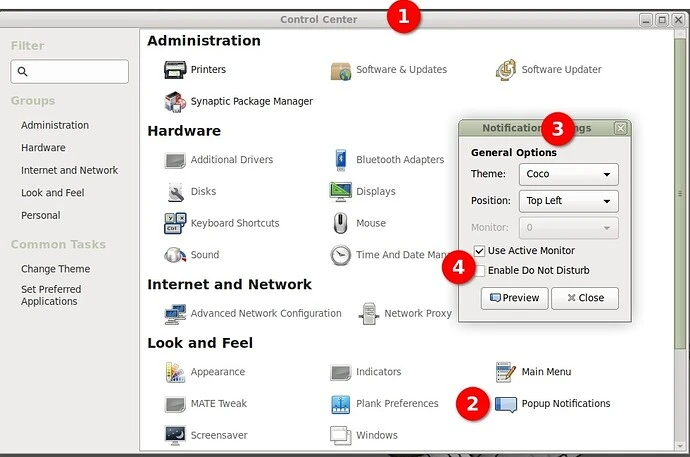 Control Center
1
Filter
Groups
Administration
Hardware
Internet and Network
Look and Feel
Personal
Common Tasks
Change Theme
Set Preferred
Applications
Administration
Printers
Software & Updates
Software Updater
Synaptic Package Manager
Hardware
Additional Drivers
Bluetooth Adapters
Disks
Displays
Keyboard Shortcuts
Ctrl
Mouse
Sound
Time And Date Man
Internet and Network
Advanced Network Configuration
Network Proxy
Look and Feel
Appearance
Indicators
Main Menu
MATE Tweak
Plank Preferences
2
Popup Notifications
Screensaver
Windows
3
General Options
Theme:
Coco
Position:
Top Left
Monitor:
0
Use Active Monitor
4
Enable Do Not Disturb
Preview
Close